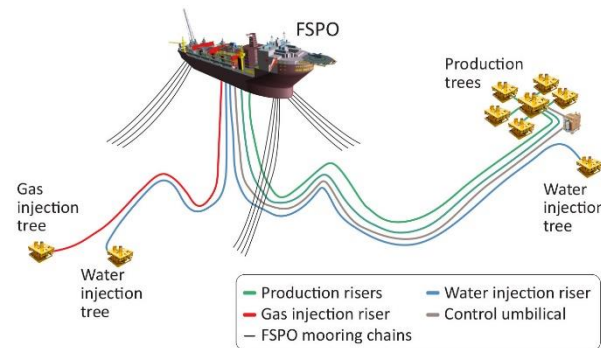 FSPO
Production
trees
Gas
injection
tree
Water
injection
tree
Water
injection
tree
Production risers
Water injection riser
Gas injection riser
Control umbilical
FSPO mooring chains